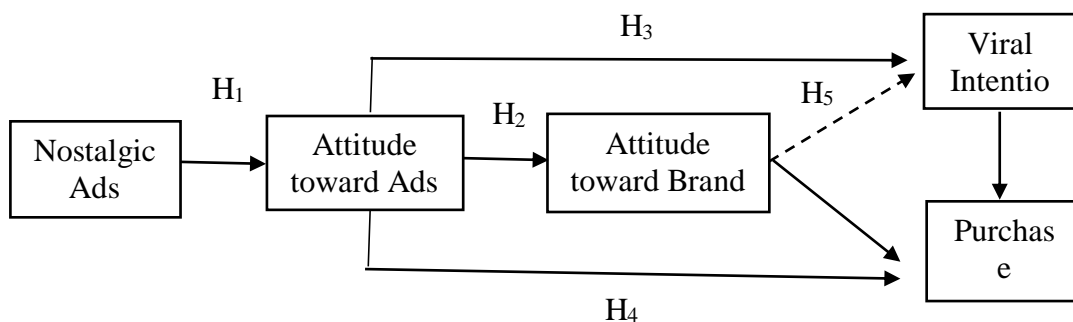 H₃
Viral
Intentio
H₁
H₂
H₅
Nostalgic
Ads
Attitude
toward Ads
Attitude
toward Brand
Purchas
e
H₄